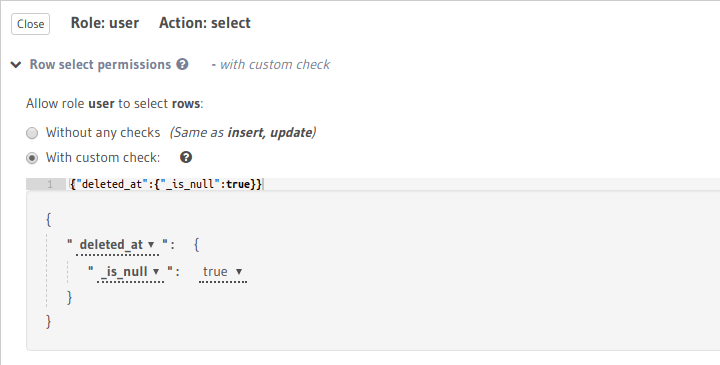 Close Role: user Action: select
Row select permissions ? - with custom check
Allow role user to select rows:
Without any checks (Same as insert, update)
With custom check: ?
1 {"deleted_at":{"_is_null":true}}
{
" deleted_at ▼ " : {
" _is_null ▼ " : true ▼
}
}